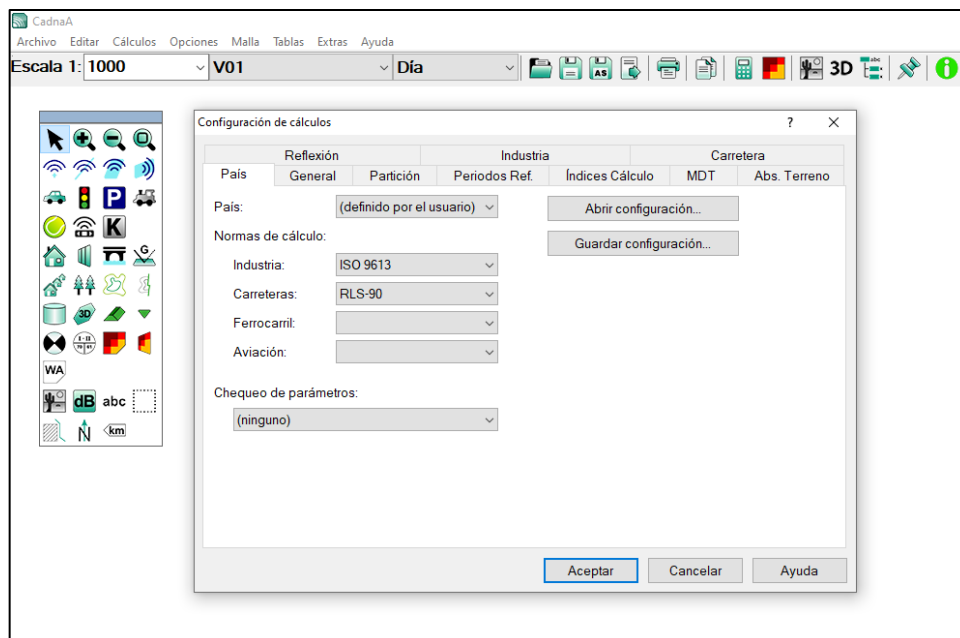 CadnaA
Archivo Editar Cálculos Opciones Malla Tablas Extras Ayuda
Escala 1: 1000 V01 Día AS 3D abc i
Configuración de cálculos ? X
Reflexión Industria Carretera
País General Partición Periodos Ref. Índices Cálculo MDT Abs. Terreno
País: (definido por el usuario) Abrir configuración...
Normas de cálculo: Guardar configuración...
Industria: ISO 9613
Carreteras: RLS-90
Ferrocarril:
Aviación:
Chequeo de parámetros:
(ninguno)
Aceptar Cancelar Ayuda
P
K
G
3D
WA
dB abc
N km